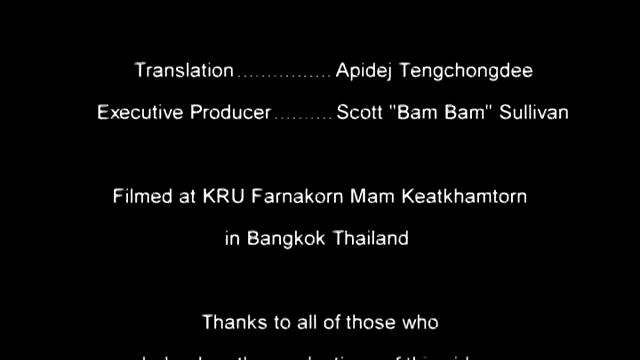 Translation ................ Apidej Tengchongdee
Executive Producer .......... Scott "Bam Bam" Sullivan
Filmed at KRU Farnakorn Mam Keatkhamtorn
in Bangkok Thailand
Thanks to all of those who